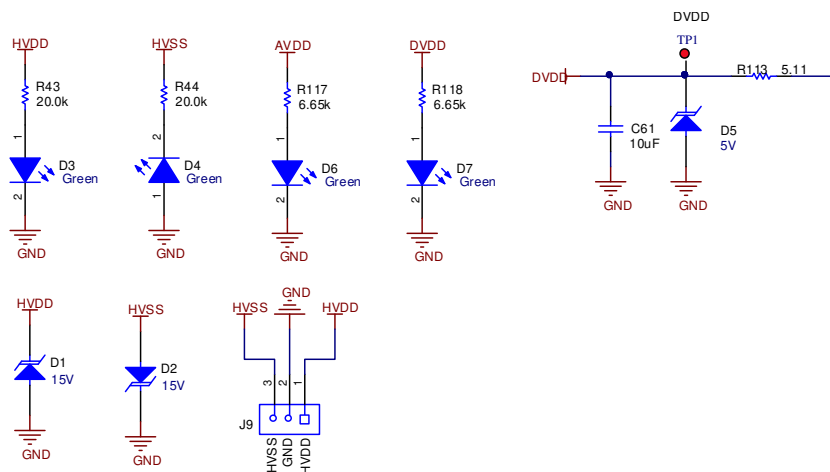 HVDD
R43
20.0k
1
D3
Green
2
GND
HVSS
R44
20.0k
2
D4
Green
1
GND
AVDD
R117
6.65k
1
D6
Green
2
GND
DVDD
R118
6.65k
1
D7
Green
2
GND
DVDD
TP1
DVDD
R113
5.11
C61
10uF
GND
D5
5V
GND
HVDD
D1
15V
GND
HVSS
D2
15V
GND
HVSS
GND
HVDD
3
2
1
J9
HVSS
GND
HVDD